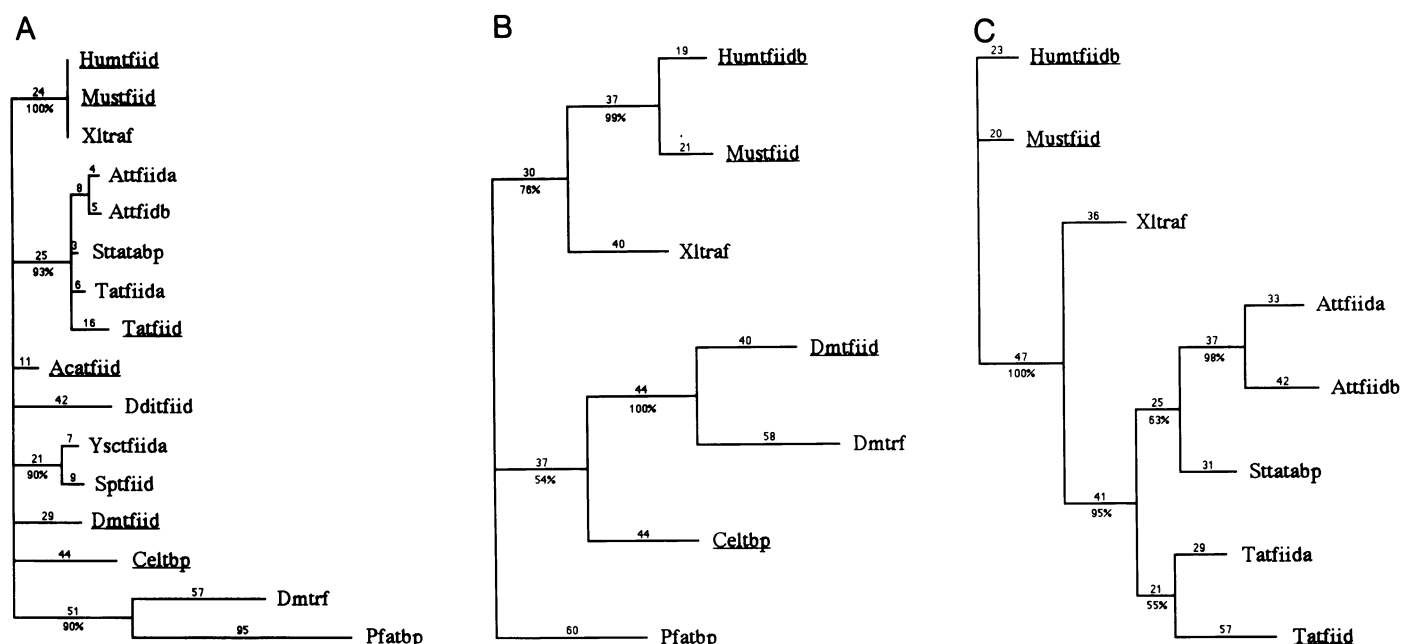 A
Humtfiid
24
100%
Mustfiid
Xltraf
4
Attfiida
8
5
Attfidb
25
93%
3
Sttatabp
6
Tatfiida
16
Tatfiid
11
Acatfiid
42
Dditfiid
7
Ysctfiida
21
90%
9
Sptfiid
29
Dmtfiid
44
Celtbp
57
Dmtrf
51
90%
95
Pfatbp
B
19
Humtfiidb
37
99%
21
Mustfiid
30
76%
40
Xltraf
40
Dmtfiid
44
100%
58
Dmtrf
37
54%
44
Celtbp
60
Pfatbp
C
23
Humtfiidb
20
Mustfiid
36
Xltraf
47
100%
33
Attfiida
37
98%
42
Attfiidb
25
63%
31
Sttatabp
41
95%
29
Tatfiida
21
55%
57
Tatfiid